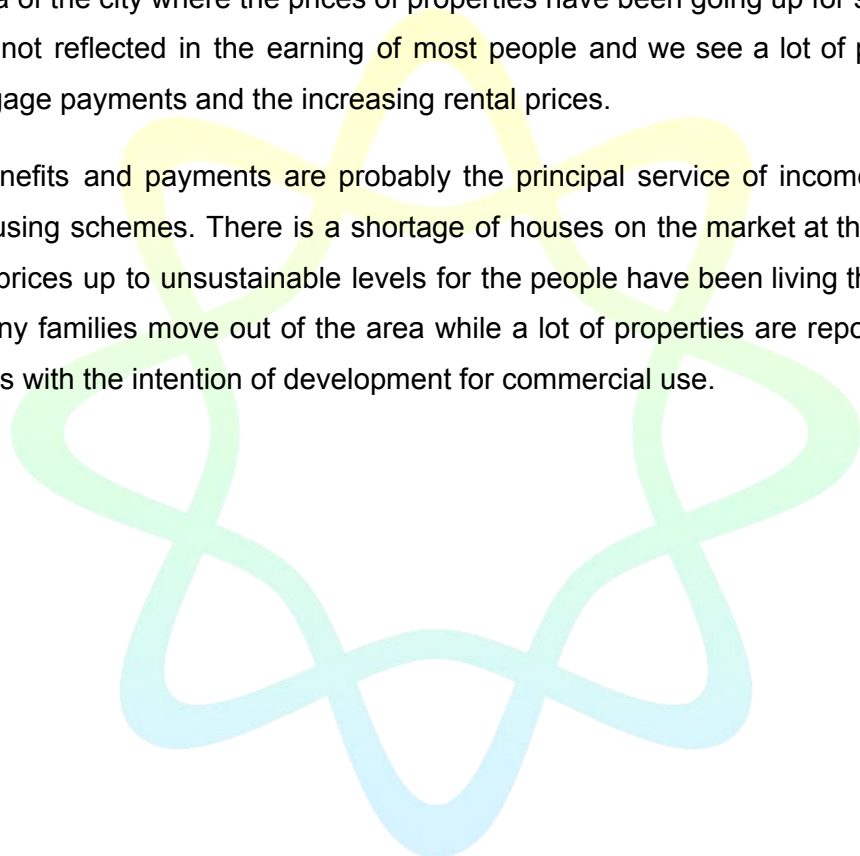 a of the city where the prices of properties have been going up for s
not reflected in the earning of most people and we see a lot of p
gage payments and the increasing rental prices.
nefits and payments are probably the principal service of income
using schemes. There is a shortage of houses on the market at th
prices up to unsustainable levels for the people have been living th
ny families move out of the area while a lot of properties are repo
s with the intention of development for commercial use.